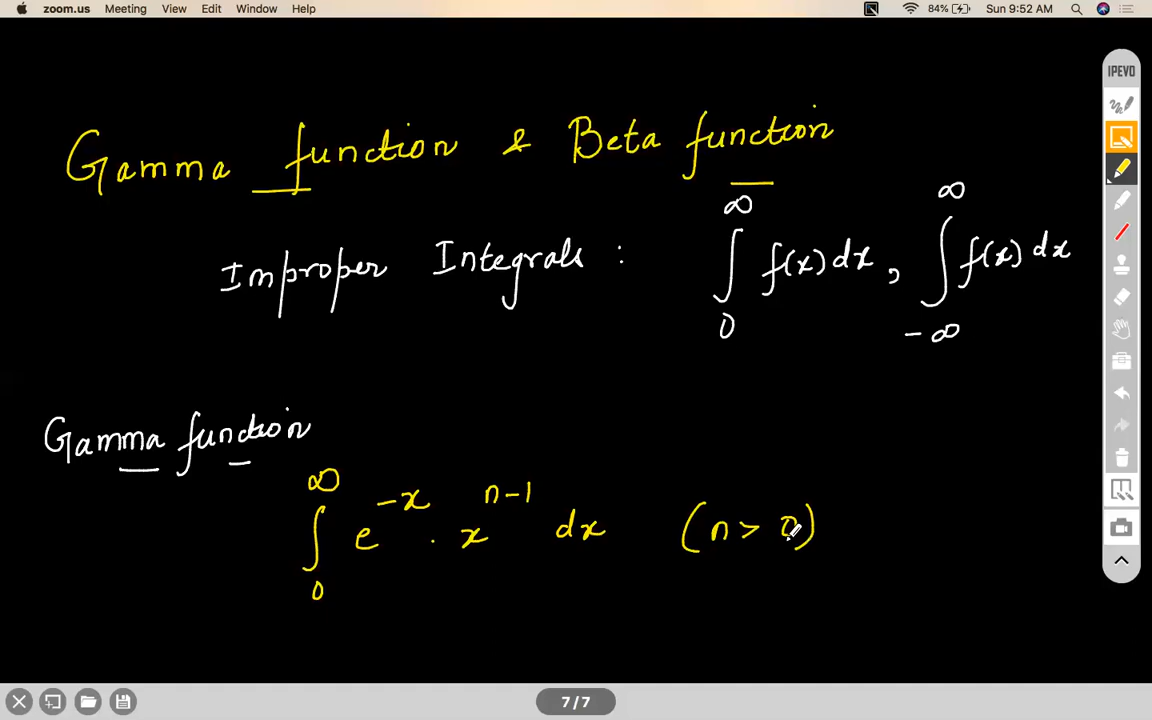 zoom.us Meeting View Edit Window Help 84% Sun 9:52 AM
IPEVO
Gamma function & Beta function
Improper Integrals : ∫₀^∞ f(x) dx , ∫₋∞^∞ f(x) dx
Gamma function
∫₀^∞ e^{-x} . x^{n-1} dx (n > 0)
7/7